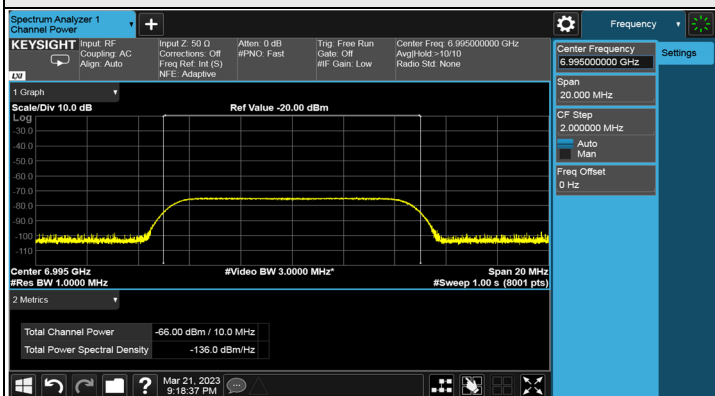 Spectrum Analyzer 1
Channel Power
Frequency
KEYSIGHT
LXI
Input: RF
Coupling: AC
Align: Auto
Input Z: 50 Ω
Corrections: Off
Freq Ref: Int (S)
NFE: Adaptive
Atten: 0 dB
#PNO: Fast
Trig: Free Run
Gate: Off
#IF Gain: Low
Center Freq: 6.995000000 GHz
Avg|Hold:>10/10
Radio Std: None
Center Frequency
6.995000000 GHz
Settings
Span
20.000 MHz
CF Step
2.000000 MHz
Auto
Man
Freq Offset
0 Hz
1 Graph
Scale/Div 10.0 dB
Ref Value -20.00 dBm
Log
-30.0
-40.0
-50.0
-60.0
-70.0
-80.0
-90.0
-100
-110
Center 6.995 GHz
#Video BW 3.0000 MHz*
Span 20 MHz
#Res BW 1.0000 MHz
#Sweep 1.00 s (8001 pts)
2 Metrics
Total Channel Power
-66.00 dBm / 10.0 MHz
Total Power Spectral Density
-136.0 dBm/Hz
?
Mar 21, 2023
9:18:37 PM